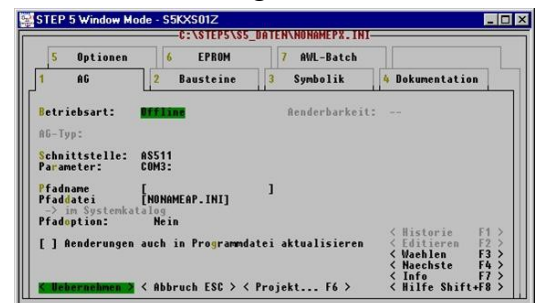 STEP 5 Window Mode - S5KXS01Z
C:\STEP5\S5_DATEN\NONAMEPX.INI
5 Optionen 6 EPROM 7 AWL-Batch
1 AG 2 Bausteine 3 Symbolik 4 Dokumentation
Betriebsart: Offline Aenderbarkeit: --
AG-Typ:
Schnittstelle: AS511
Parameter: COM3:
Pfadname [ ]
Pfaddatei [NONAMEAP.INI]
-> im Systemkatalog
Pfadoption: Nein
[ ] Aenderungen auch in Programmdatei aktualisieren
< Historie F1 >
< Editieren F2 >
< Waehlen F3 >
< Naechste F4 >
< Info F7 >
< Uebernehmen > < Abbruch ESC > < Projekt... F6 > < Hilfe Shift+F8 >